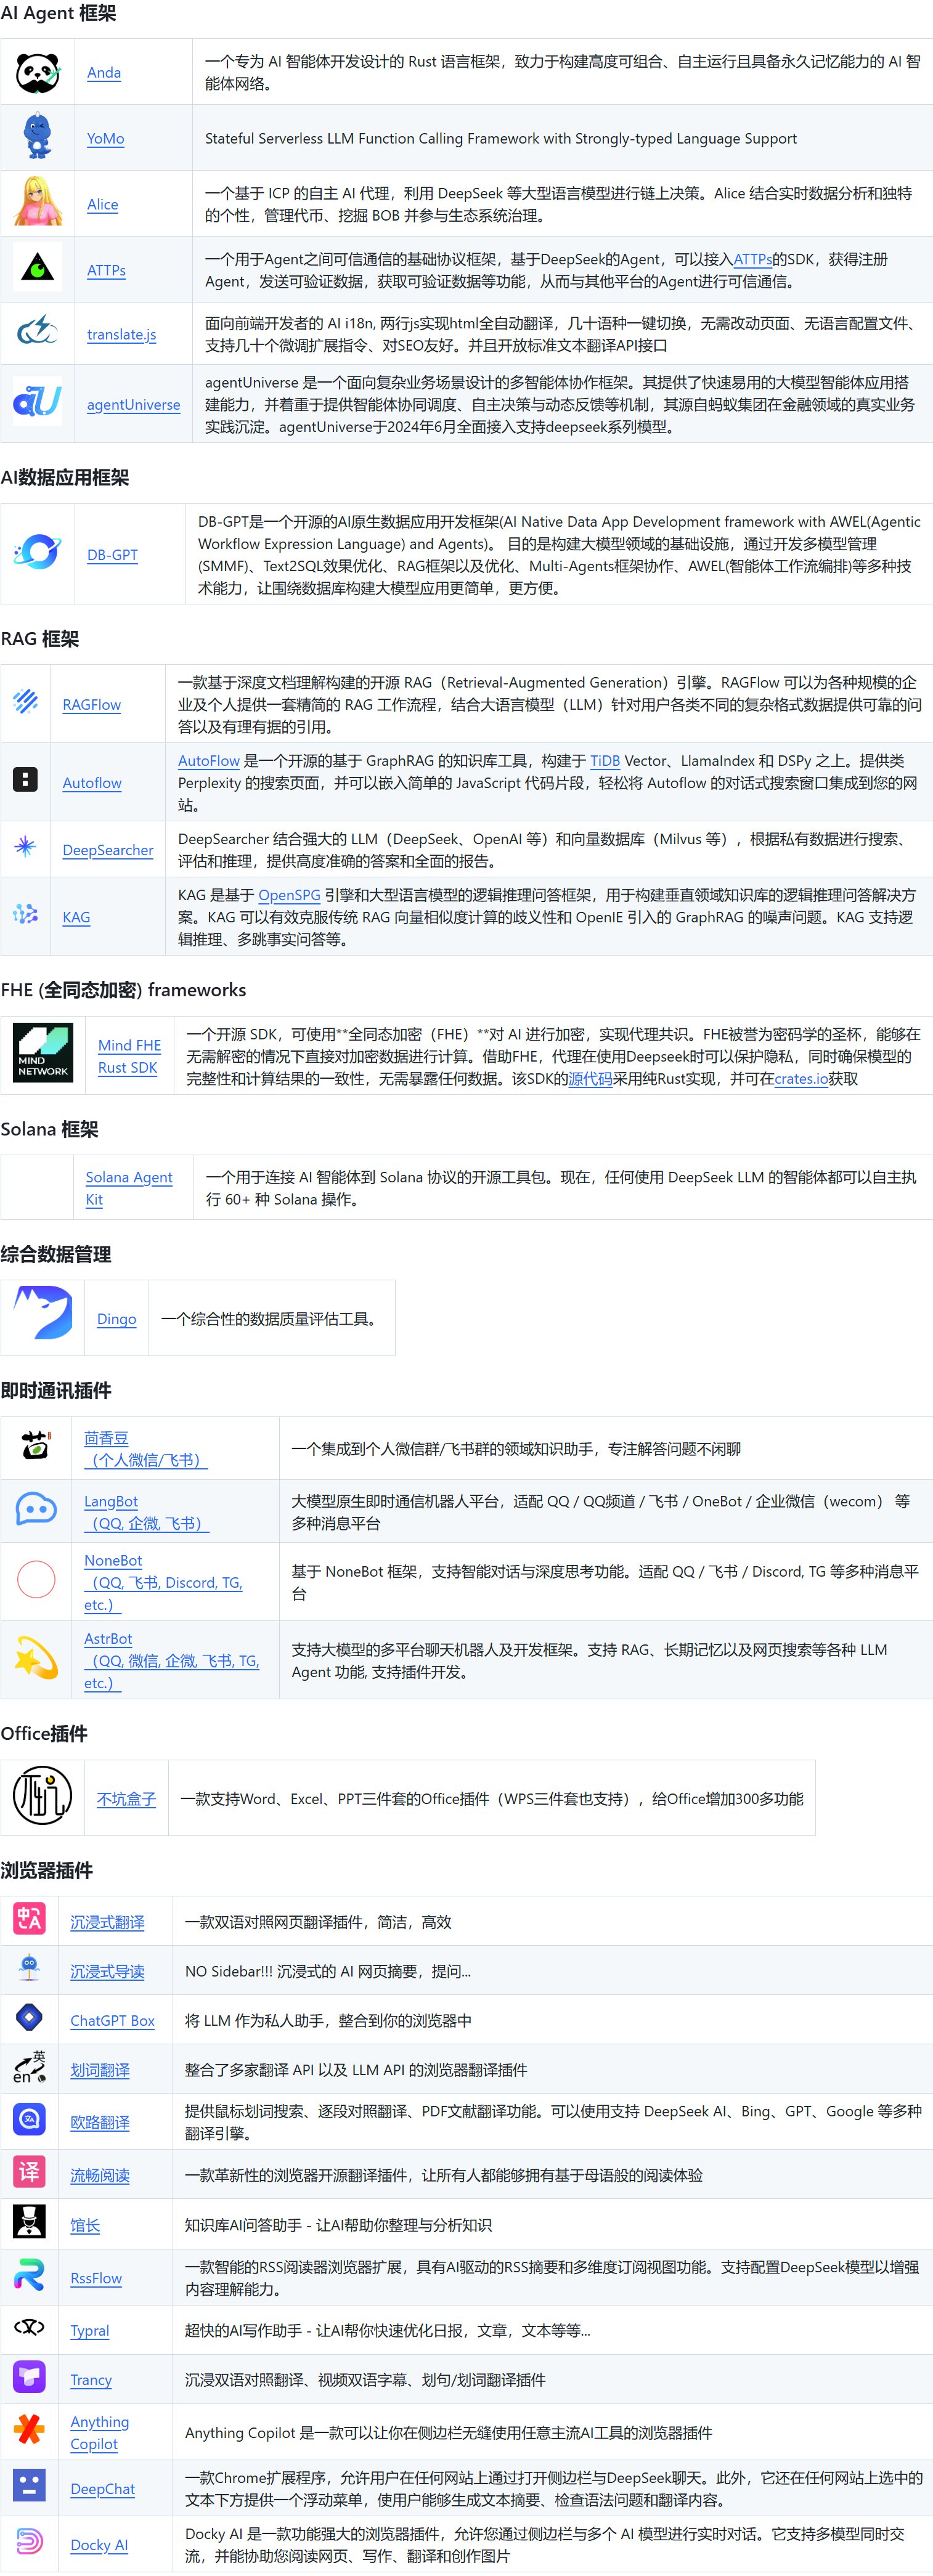 AI Agent 框架
Anda
一个专为 AI 智能体开发设计的 Rust 语言框架，致力于构建高度可组合、自主运行且具备永久记忆能力的 AI 智
能体网络。
YoMo
Stateful Serverless LLM Function Calling Framework with Strongly-typed Language Support
Alice
一个基于 ICP 的自主 AI 代理，利用 DeepSeek 等大型语言模型进行链上决策。Alice 结合实时数据分析和独特
的个性，管理代币、挖掘 BOB 并参与生态系统治理。
ATTPs
一个用于Agent之间可信通信的基础协议框架，基于DeepSeek的Agent，可以接入ATTPs的SDK，获得注册
Agent，发送可验证数据，获取可验证数据等功能，从而与其他平台的Agent进行可信通信。
translate.js
面向前端开发者的 AI i18n, 两行js实现html全自动翻译，几十语种一键切换，无需改动页面、无语言配置文件、
支持几十个微调扩展指令、对SEO友好。并且开放标准文本翻译API接口
agentUniverse
agentUniverse 是一个面向复杂业务场景设计的多智能体协作框架。其提供了快速易用的大模型智能体应用搭
建能力，并着重于提供智能体协同调度、自主决策与动态反馈等机制，其源自蚂蚁集团在金融领域的真实业务
实践沉淀。agentUniverse于2024年6月全面接入支持deepseek系列模型。
AI数据应用框架
DB-GPT
DB-GPT是一个开源的AI原生数据应用开发框架(AI Native Data App Development framework with AWEL(Agentic
Workflow Expression Language) and Agents)。 目的是构建大模型领域的基础设施，通过开发多模型管理
(SMMF)、Text2SQL效果优化、RAG框架以及优化、Multi-Agents框架协作、AWEL(智能体工作流编排)等多种技
术能力，让围绕数据库构建大模型应用更简单，更方便。
RAG 框架
RAGFlow
一款基于深度文档理解构建的开源 RAG（Retrieval-Augmented Generation）引擎。RAGFlow 可以为各种规模的企
业及个人提供一套精简的 RAG 工作流程，结合大语言模型（LLM）针对用户各类不同的复杂格式数据提供可靠的问
答以及有理有据的引用。
Autoflow
AutoFlow 是一个开源的基于 GraphRAG 的知识库工具，构建于 TiDB Vector、LlamaIndex 和 DSPy 之上。提供类
Perplexity 的搜索页面，并可以嵌入简单的 JavaScript 代码片段，轻松将 Autoflow 的对话式搜索窗口集成到您的网
站。
DeepSearcher
DeepSearcher 结合强大的 LLM（DeepSeek、OpenAI 等）和向量数据库（Milvus 等），根据私有数据进行搜索、
评估和推理，提供高度准确的答案和全面的报告。
KAG
KAG 是基于 OpenSPG 引擎和大型语言模型的逻辑推理问答框架，用于构建垂直领域知识库的逻辑推理问答解决方
案。KAG 可以有效克服传统 RAG 向量相似度计算的歧义性和 OpenIE 引入的 GraphRAG 的噪声问题。KAG 支持逻
辑推理、多跳事实问答等。
FHE (全同态加密) frameworks
MIND
NETWORK
Mind FHE
Rust SDK
一个开源 SDK，可使用**全同态加密（FHE）**对 AI 进行加密，实现代理共识。FHE被誉为密码学的圣杯，能够在
无需解密的情况下直接对加密数据进行计算。借助FHE，代理在使用Deepseek时可以保护隐私，同时确保模型的
完整性和计算结果的一致性，无需暴露任何数据。该SDK的源代码采用纯Rust实现，并可在crates.io获取
Solana 框架
Solana Agent
Kit
一个用于连接 AI 智能体到 Solana 协议的开源工具包。现在，任何使用 DeepSeek LLM 的智能体都可以自主执
行 60+ 种 Solana 操作。
综合数据管理
Dingo
一个综合性的数据质量评估工具。
即时通讯插件
茴香豆
（个人微信/飞书）
一个集成到个人微信群/飞书群的领域知识助手，专注解答问题不闲聊
LangBot
（QQ, 企微, 飞书）
大模型原生即时通信机器人平台，适配 QQ / QQ频道 / 飞书 / OneBot / 企业微信（wecom） 等
多种消息平台
NoneBot
（QQ, 飞书, Discord, TG,
etc.）
基于 NoneBot 框架，支持智能对话与深度思考功能。适配 QQ / 飞书 / Discord, TG 等多种消息平
台
AstrBot
（QQ, 微信, 企微, 飞书, TG,
etc.）
支持大模型的多平台聊天机器人及开发框架。支持 RAG、长期记忆以及网页搜索等各种 LLM
Agent 功能, 支持插件开发。
Office插件
不坑
不坑盒子
一款支持Word、Excel、PPT三件套的Office插件（WPS三件套也支持），给Office增加300多功能
浏览器插件
中A
沉浸式翻译
一款双语对照网页翻译插件，简洁，高效
沉浸式导读
NO Sidebar!!! 沉浸式的 AI 网页摘要，提问...
ChatGPT Box
将 LLM 作为私人助手，整合到你的浏览器中
英
en
划词翻译
整合了多家翻译 API 以及 LLM API 的浏览器翻译插件
欧路翻译
提供鼠标划词搜索、逐段对照翻译、PDF文献翻译功能。可以使用支持 DeepSeek AI、Bing、GPT、Google 等多种
翻译引擎。
译
流畅阅读
一款革新性的浏览器开源翻译插件，让所有人都能够拥有基于母语般的阅读体验
馆长
知识库AI问答助手 - 让AI帮助你整理与分析知识
RssFlow
一款智能的RSS阅读器浏览器扩展，具有AI驱动的RSS摘要和多维度订阅视图功能。支持配置DeepSeek模型以增强
内容理解能力。
Typral
超快的AI写作助手 - 让AI帮你快速优化日报，文章，文本等等...
Trancy
沉浸双语对照翻译、视频双语字幕、划句/划词翻译插件
Anything
Copilot
Anything Copilot 是一款可以让你在侧边栏无缝使用任意主流AI工具的浏览器插件
DeepChat
一款Chrome扩展程序，允许用户在任何网站上通过打开侧边栏与DeepSeek聊天。此外，它还在任何网站上选中的
文本下方提供一个浮动菜单，使用户能够生成文本摘要、检查语法问题和翻译内容。
Docky AI
Docky AI 是一款功能强大的浏览器插件，允许您通过侧边栏与多个 AI 模型进行实时对话。它支持多模型同时交
流，并能协助您阅读网页、写作、翻译和创作图片